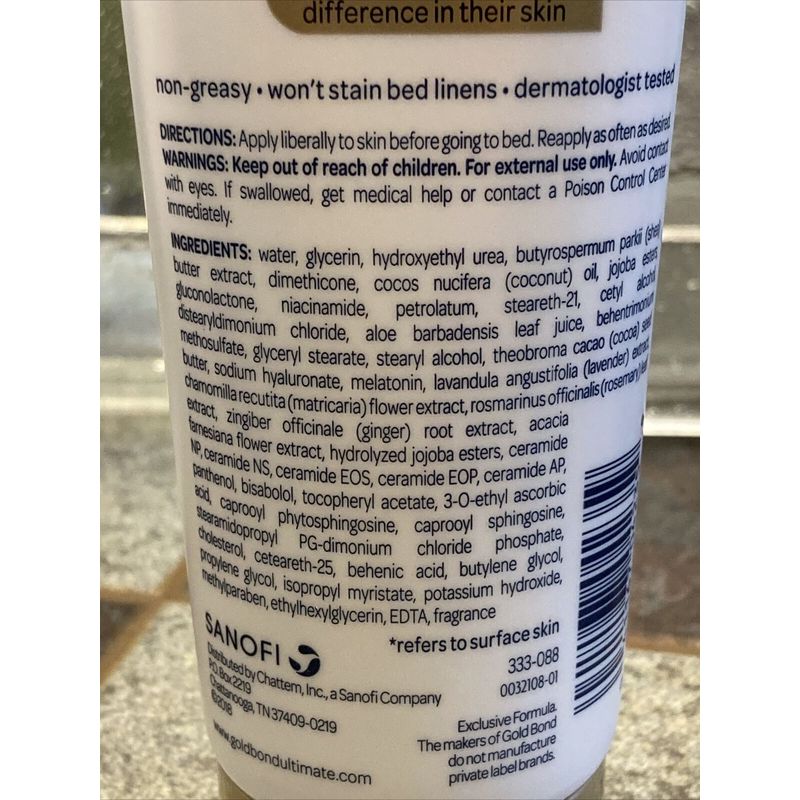 difference in their skin
non-greasy • won't stain bed linens • dermatologist tested
DIRECTIONS: Apply liberally to skin before going to bed. Reapply as often as desired.
WARNINGS: Keep out of reach of children. For external use only. Avoid contact
with eyes. If swallowed, get medical help or contact a Poison Control Center
immediately.
INGREDIENTS: water, glycerin, hydroxyethyl urea, butyrospermum parkii (shea)
butter extract, dimethicone, cocos nucifera (coconut) oil, jojoba esters,
gluconolactone, niacinamide, petrolatum, steareth-21, cetyl alcohol,
distearyldimonium chloride, aloe barbadensis leaf juice, behentrimonium
methosulfate, glyceryl stearate, stearyl alcohol, theobroma cacao (cocoa) seed
butter, sodium hyaluronate, melatonin, lavandula angustifolia (lavender) extract,
chamomilla recutita (matricaria) flower extract, rosmarinus officinalis (rosemary) leaf
extract, zingiber officinale (ginger) root extract, acacia
farnesiana flower extract, hydrolyzed jojoba esters, ceramide
NP, ceramide NS, ceramide EOS, ceramide EOP, ceramide AP,
panthenol, bisabolol, tocopheryl acetate, 3-O-ethyl ascorbic
acid, caprooyl phytosphingosine, caprooyl sphingosine,
stearamidopropyl PG-dimonium chloride phosphate,
cholesterol, ceteareth-25, behenic acid, butylene glycol,
propylene glycol, isopropyl myristate, potassium hydroxide,
methylparaben, ethylhexylglycerin, EDTA, fragrance
*refers to surface skin
SANOFI
333-088
0032108-01
Distributed by Chattem, Inc., a Sanofi Company
P.O. Box 2219
Chattanooga, TN 37409-0219
©2018
www.goldbondultimate.com
Exclusive Formula.
The makers of Gold Bond
do not manufacture
private label brands.